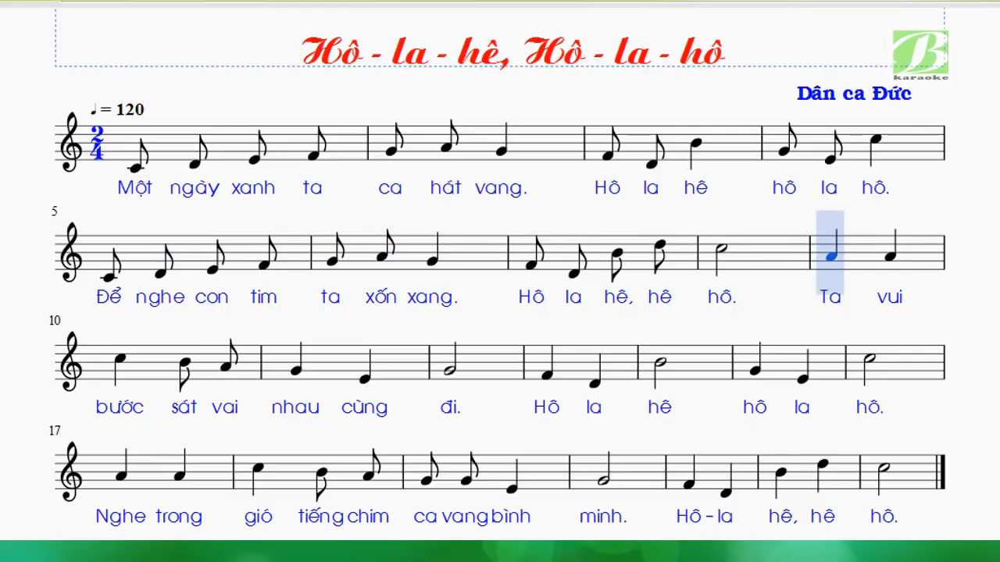 Hô - la - hê, Hô - la - hô
B
karaoke
Dân ca Đức
♩ = 120
2
4
Một ngày xanh ta ca hát vang. Hô la hê hô la hô.
5
Để nghe con tim ta xốn xang. Hô la hê, hê hô. Ta vui
10
bước sát vai nhau cùng đi. Hô la hê hô la hô.
17
Nghe trong gió tiếng chim ca vang bình minh. Hô - la hê, hê hô.